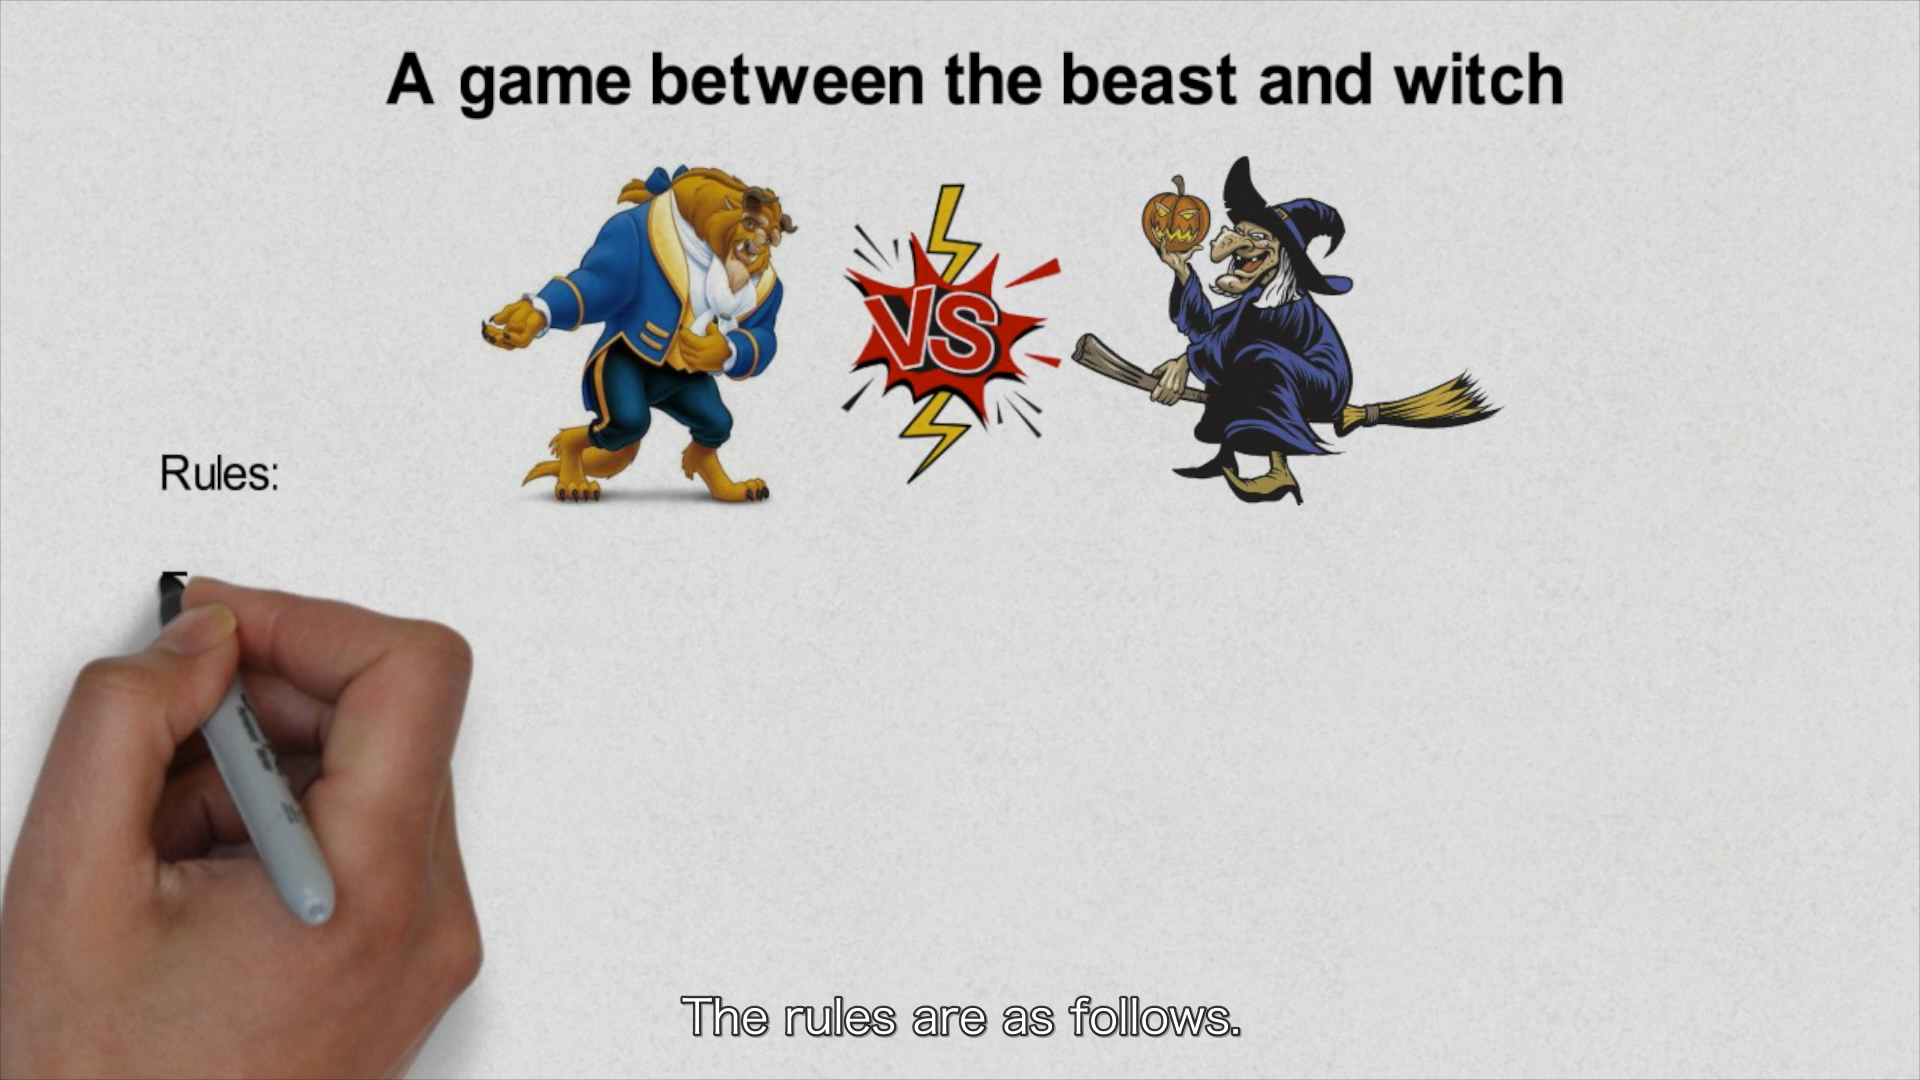 A game between the beast and witch
VS
Rules:
The rules are as follows.